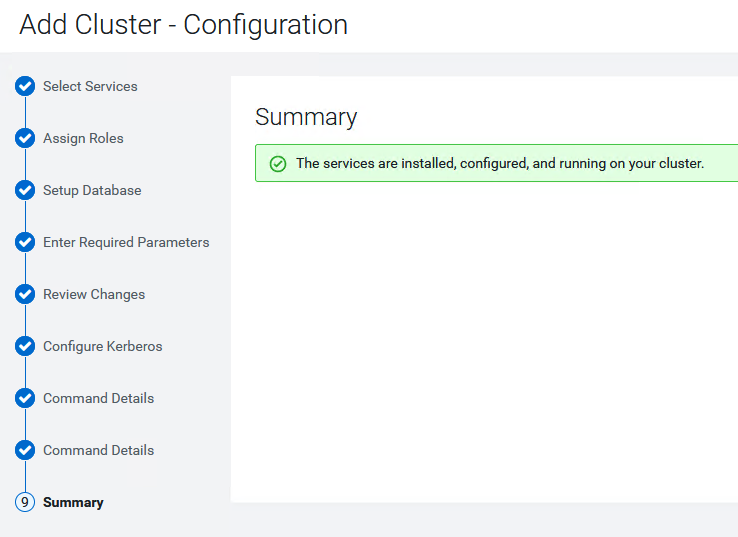 Add Cluster - Configuration
Select Services
Assign Roles
Setup Database
Enter Required Parameters
Review Changes
Configure Kerberos
Command Details
Command Details
9 Summary
Summary
The services are installed, configured, and running on your cluster.